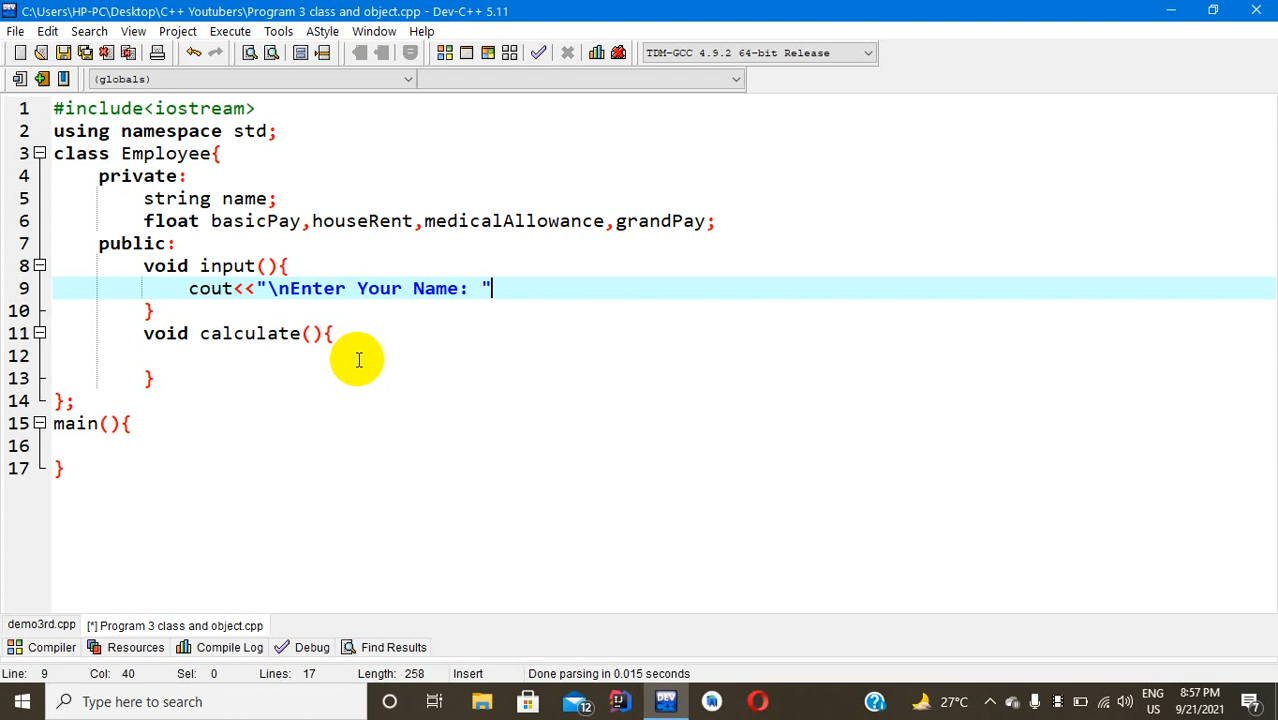 C:\Users\HP-PC\Desktop\C++ Youtubers\Program 3 class and object.cpp - Dev-C++ 5.11
File Edit Search View Project Execute Tools AStyle Window Help
TDM-GCC 4.9.2 64-bit Release
(globals)
1 #include<iostream>
2 using namespace std;
3 class Employee{
4 private:
5 string name;
6 float basicPay,houseRent,medicalAllowance,grandPay;
7 public:
8 void input(){
9 cout<<"\nEnter Your Name: "
10 }
11 void calculate(){
12
13 }
14 };
15 main(){
16
17 }
demo3rd.cpp [*] Program 3 class and object.cpp
Compiler Resources Compile Log Debug Find Results
Line: 9 Col: 40 Sel: 0 Lines: 17 Length: 258 Insert Done parsing in 0.015 seconds
Type here to search 12 DEV 27°C ENG US 8:57 PM 9/21/2021 7